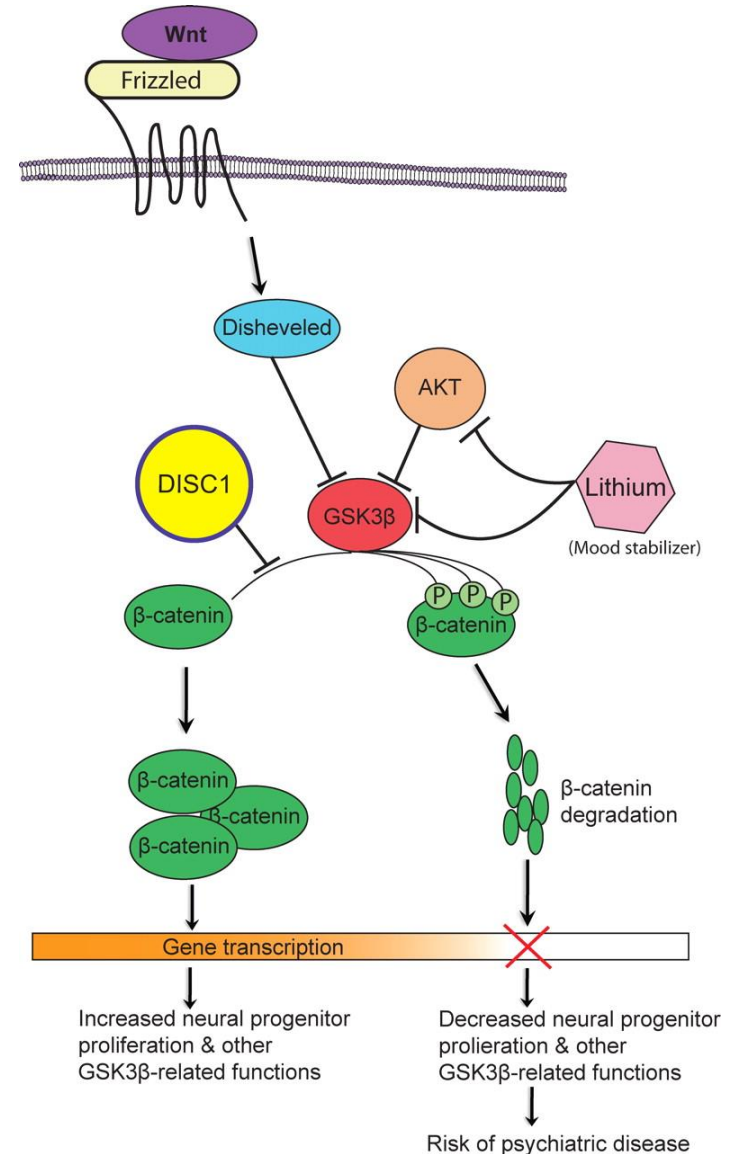 Wnt
Frizzled
Disheveled
AKT
DISC1
GSK3β
Lithium
(Mood stabilizer)
β-catenin
P
P
P
β-catenin
β-catenin
β-catenin
β-catenin
β-catenin
degradation
Gene transcription
Increased neural progenitor
proliferation & other
GSK3β-related functions
Decreased neural progenitor
prolieration & other
GSK3β-related functions
Risk of psychiatric disease